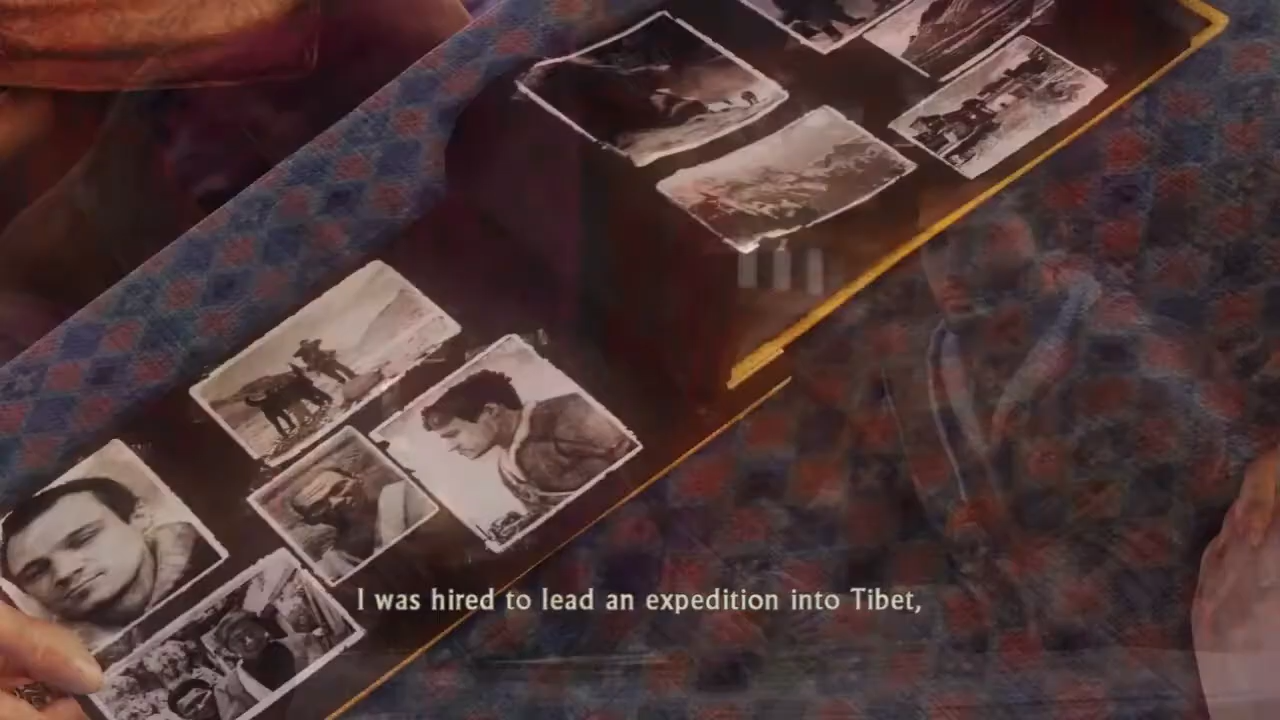 I was hired to lead an expedition into Tibet,